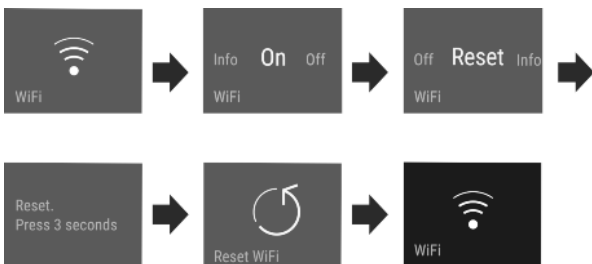 WiFi
Info On Off
WiFi
Off Reset Info
WiFi
Reset.
Press 3 seconds
Reset WiFi
WiFi